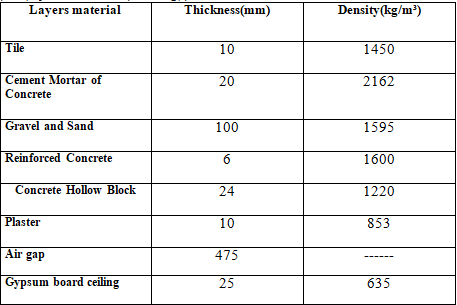 Layers material Thickness(mm) Density(kg/m³)
Tile 10 1450
Cement Mortar of
Concrete 20 2162
Gravel and Sand 100 1595
Reinforced Concrete 6 1600
Concrete Hollow Block 24 1220
Plaster 10 853
Air gap 475 ------
Gypsum board ceiling 25 635